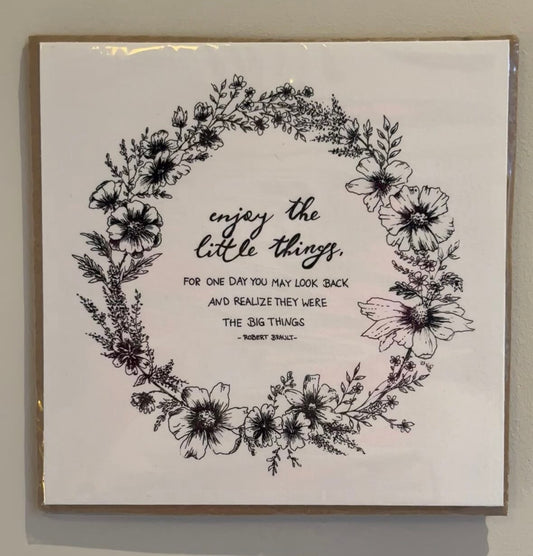 enjoy the
little things,
FOR ONE DAY YOU MAY LOOK BACK
AND REALIZE THEY WERE
THE BIG THINGS
- ROBERT BRAULT-